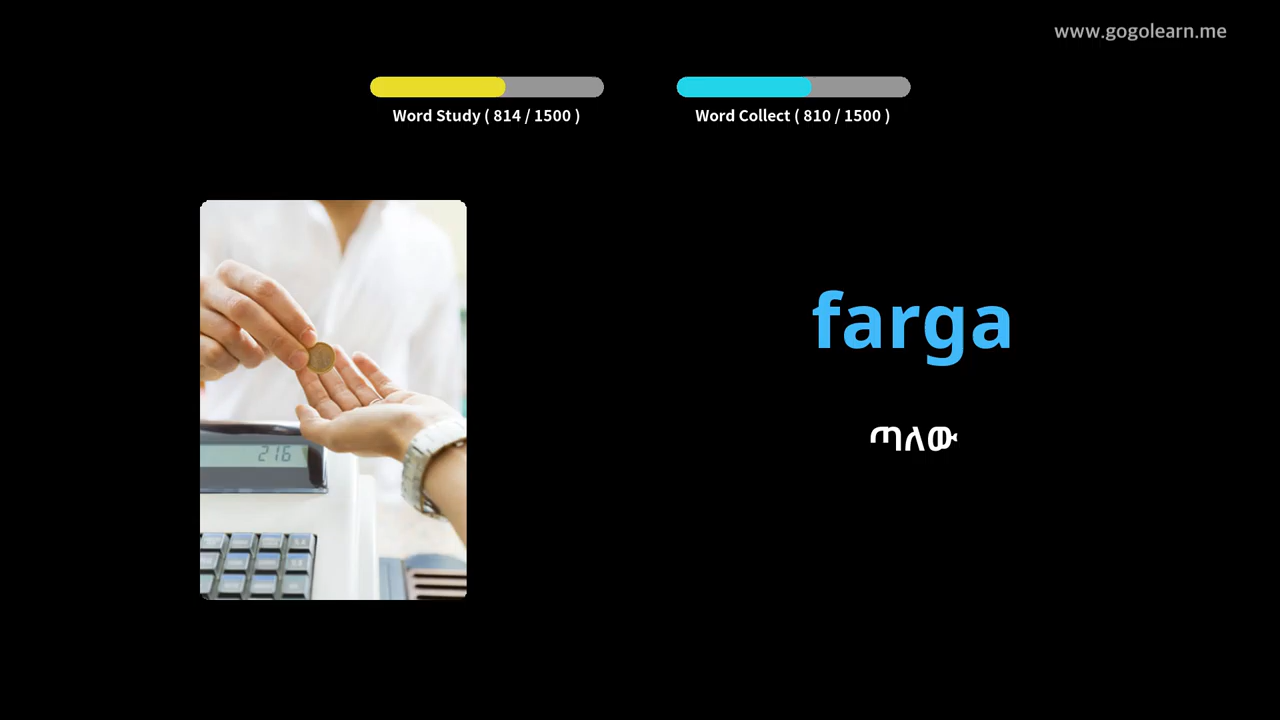 www.gogolearn.me
Word Study ( 814 / 1500 )
Word Collect ( 810 / 1500 )
farga
ጣለው
216